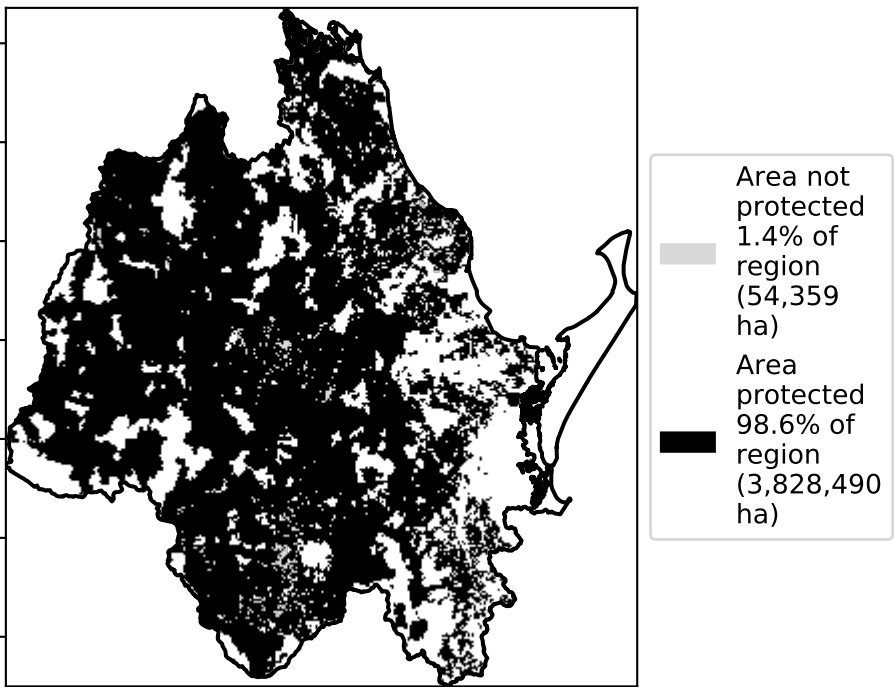 Area not
protected
1.4% of
region
(54,359
ha)
Area
protected
98.6% of
region
(3,828,490
ha)